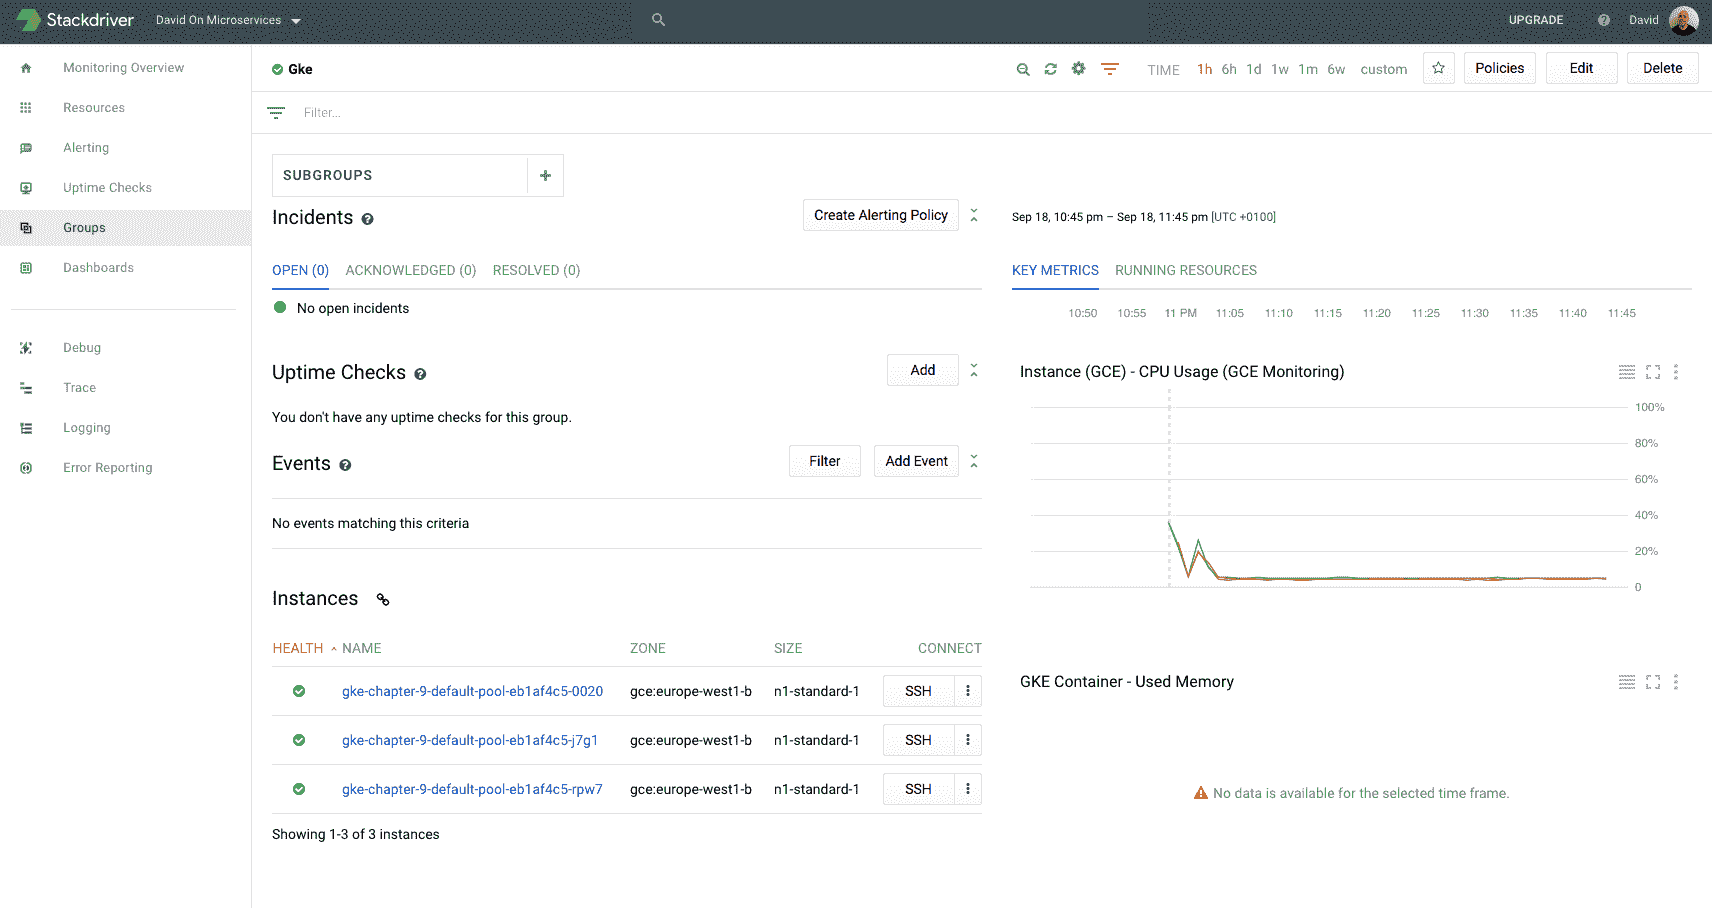 Stackdriver David On Microservices UPGRADE David
Monitoring Overview
Resources
Alerting
Uptime Checks
Groups
Dashboards
Debug
Trace
Logging
Error Reporting
Gke TIME 1h 6h 1d 1w 1m 6w custom Policies Edit Delete
Filter...
SUBGROUPS +
Incidents Create Alerting Policy
OPEN (0) ACKNOWLEDGED (0) RESOLVED (0)
No open incidents
Uptime Checks Add
You don't have any uptime checks for this group.
Events Filter Add Event
No events matching this criteria
Instances
HEALTH NAME ZONE SIZE CONNECT
gke-chapter-9-default-pool-eb1af4c5-0020 gce:europe-west1-b n1-standard-1 SSH
gke-chapter-9-default-pool-eb1af4c5-j7g1 gce:europe-west1-b n1-standard-1 SSH
gke-chapter-9-default-pool-eb1af4c5-rpw7 gce:europe-west1-b n1-standard-1 SSH
Showing 1-3 of 3 instances
Sep 18, 10:45 pm – Sep 18, 11:45 pm [UTC +0100]
KEY METRICS RUNNING RESOURCES
10:50 10:55 11 PM 11:05 11:10 11:15 11:20 11:25 11:30 11:35 11:40 11:45
Instance (GCE) - CPU Usage (GCE Monitoring)
100%
80%
60%
40%
20%
0
GKE Container - Used Memory
No data is available for the selected time frame.